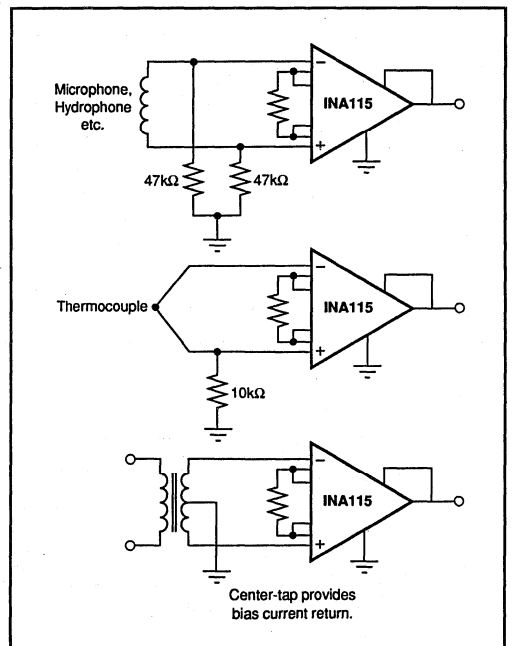 Microphone,
Hydrophone
etc.
−
INA115
+
47kΩ
47kΩ
−
Thermocouple
INA115
+
10kΩ
−
INA115
+
Center-tap provides
bias current return.